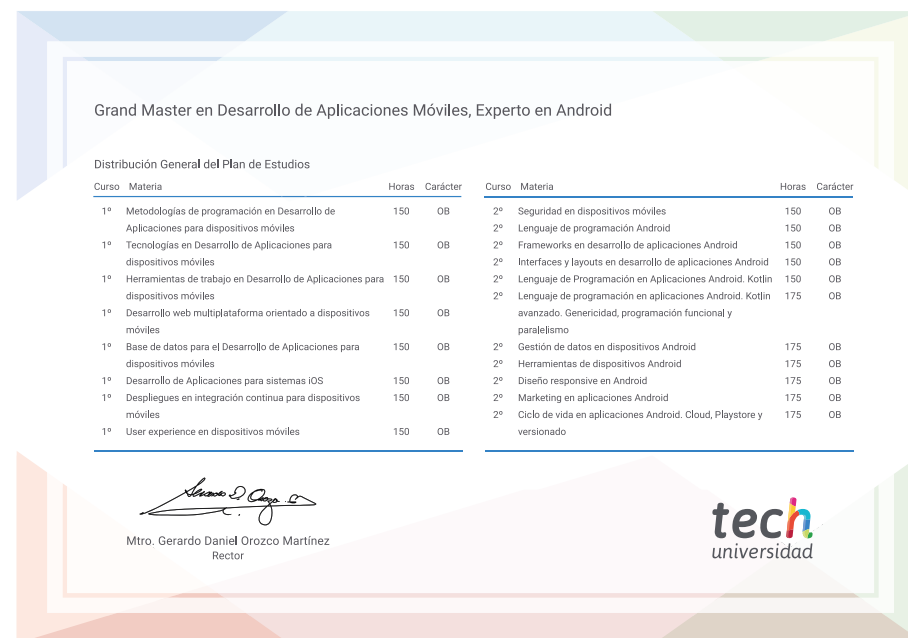 Grand Master en Desarrollo de Aplicaciones Móviles, Experto en Android
Distribución General del Plan de Estudios
Curso Materia Horas Carácter
1º Metodologías de programación en Desarrollo de 150 OB
Aplicaciones para dispositivos móviles
1º Tecnologías en Desarrollo de Aplicaciones para 150 OB
dispositivos móviles
1º Herramientas de trabajo en Desarrollo de Aplicaciones para 150 OB
dispositivos móviles
1º Desarrollo web multiplataforma orientado a dispositivos 150 OB
móviles
1º Base de datos para el Desarrollo de Aplicaciones para 150 OB
dispositivos móviles
1º Desarrollo de Aplicaciones para sistemas iOS 150 OB
1º Despliegues en integración continua para dispositivos 150 OB
móviles
1º User experience en dispositivos móviles 150 OB
Curso Materia Horas Carácter
2º Seguridad en dispositivos móviles 150 OB
2º Lenguaje de programación Android 150 OB
2º Frameworks en desarrollo de aplicaciones Android 150 OB
2º Interfaces y layouts en desarrollo de aplicaciones Android 150 OB
2º Lenguaje de Programación en Aplicaciones Android. Kotlin 150 OB
2º Lenguaje de programación en aplicaciones Android. Kotlin 175 OB
avanzado. Genericidad, programación funcional y
paralelismo
2º Gestión de datos en dispositivos Android 175 OB
2º Herramientas de dispositivos Android 175 OB
2º Diseño responsive en Android 175 OB
2º Marketing en aplicaciones Android 175 OB
2º Ciclo de vida en aplicaciones Android. Cloud, Playstore y 175 OB
versionado
Mtro. Gerardo Daniel Orozco Martínez
Rector
tech
universidad